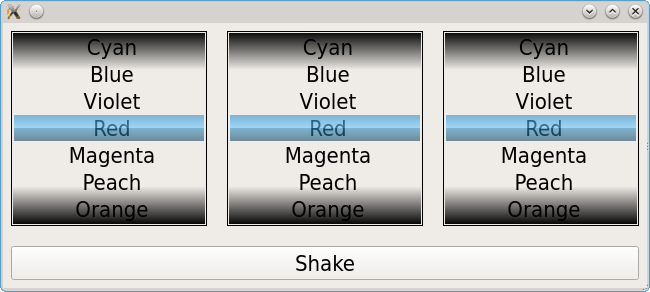 Cyan Cyan Cyan
Blue Blue Blue
Violet Violet Violet
Red Red Red
Magenta Magenta Magenta
Peach Peach Peach
Orange Orange Orange
Shake